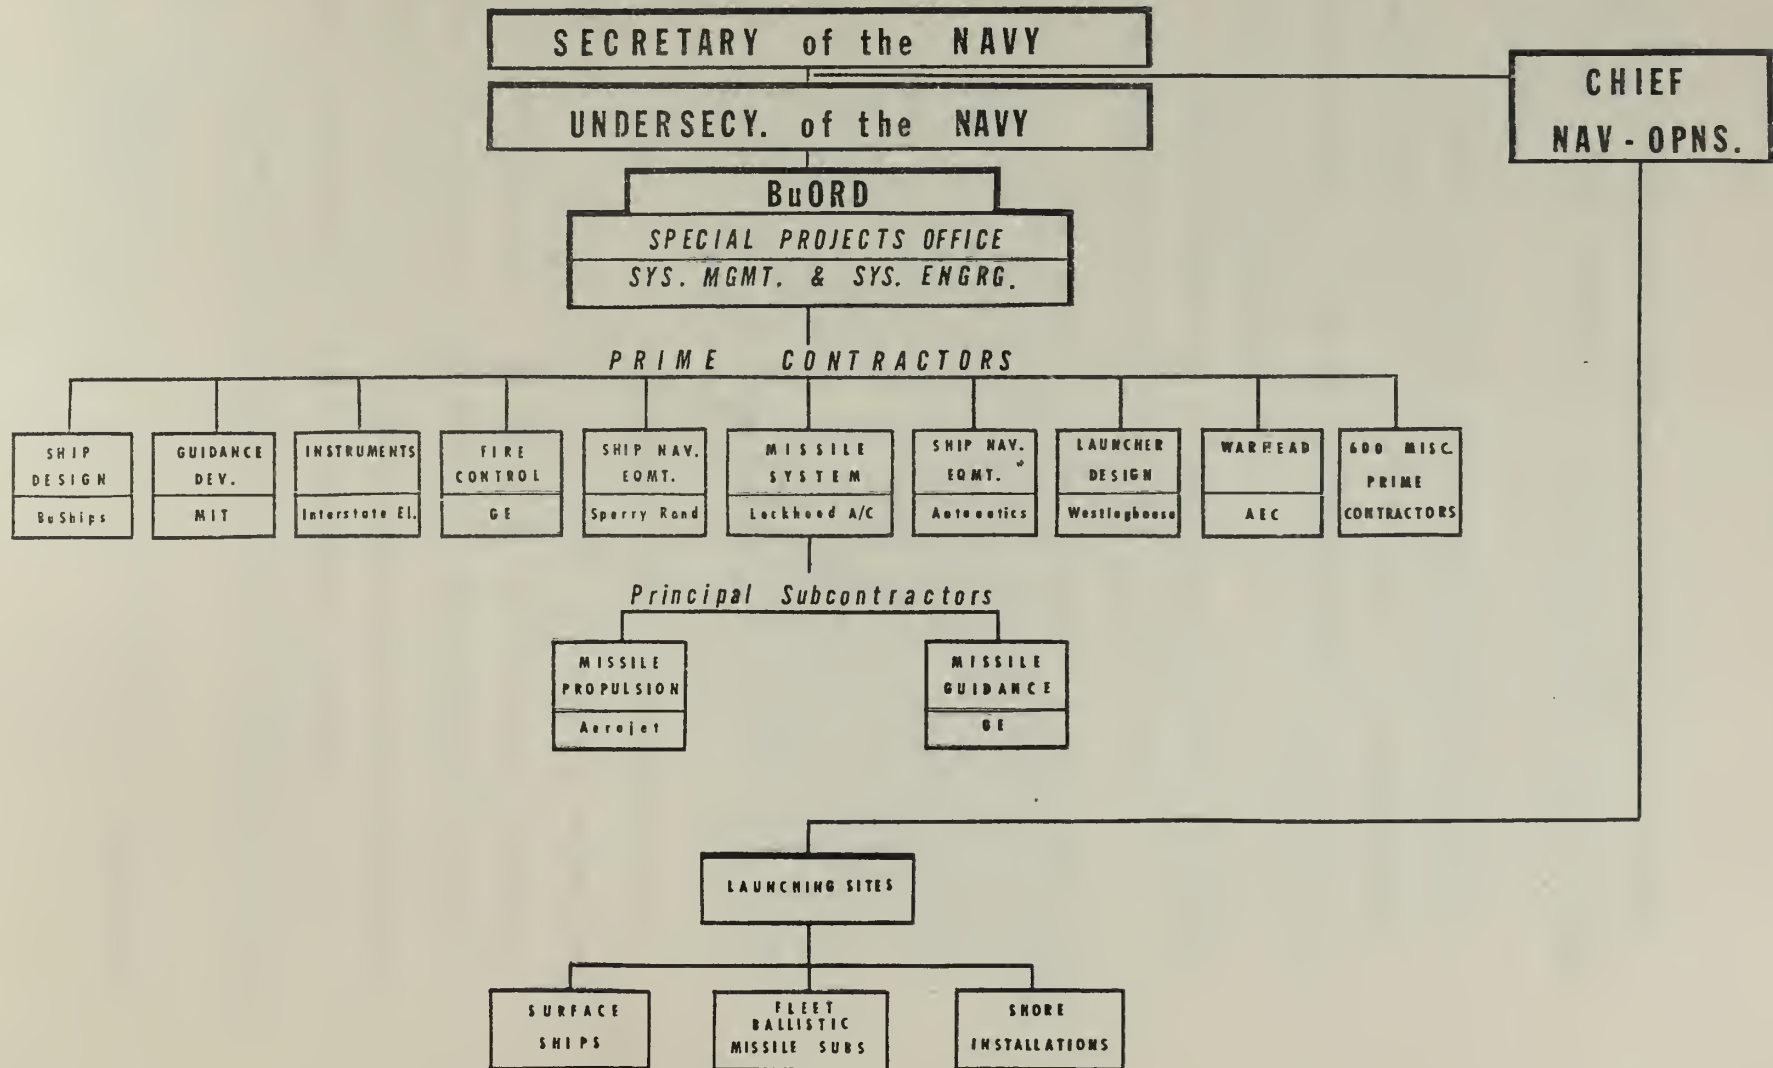 SECRETARY of the NAVY
CHIEF
NAV - OPNS.
UNDERSECY. of the NAVY
BuORD
SPECIAL PROJECTS OFFICE
SYS. MGMT. & SYS. ENGRG.
PRIME CONTRACTORS
SHIP
DESIGN
BuShips
GUIDANCE
DEV.
MIT
INSTRUMENTS
Interstate El.
FIRE
CONTROL
GE
SHIP NAV.
EQMT.
Sperry Rand
MISSILE
SYSTEM
Lockheed A/C
SHIP NAV.
EQMT.
Autonetics
LAUNCHER
DESIGN
Westinghouse
WARHEAD
AEC
600 MISC.
PRIME
CONTRACTORS
Principal Subcontractors
MISSILE
PROPULSION
Aerojet
MISSILE
GUIDANCE
GE
LAUNCHING SITES
SURFACE
SHIPS
FLEET
BALLISTIC
MISSILE SUBS
SHORE
INSTALLATIONS